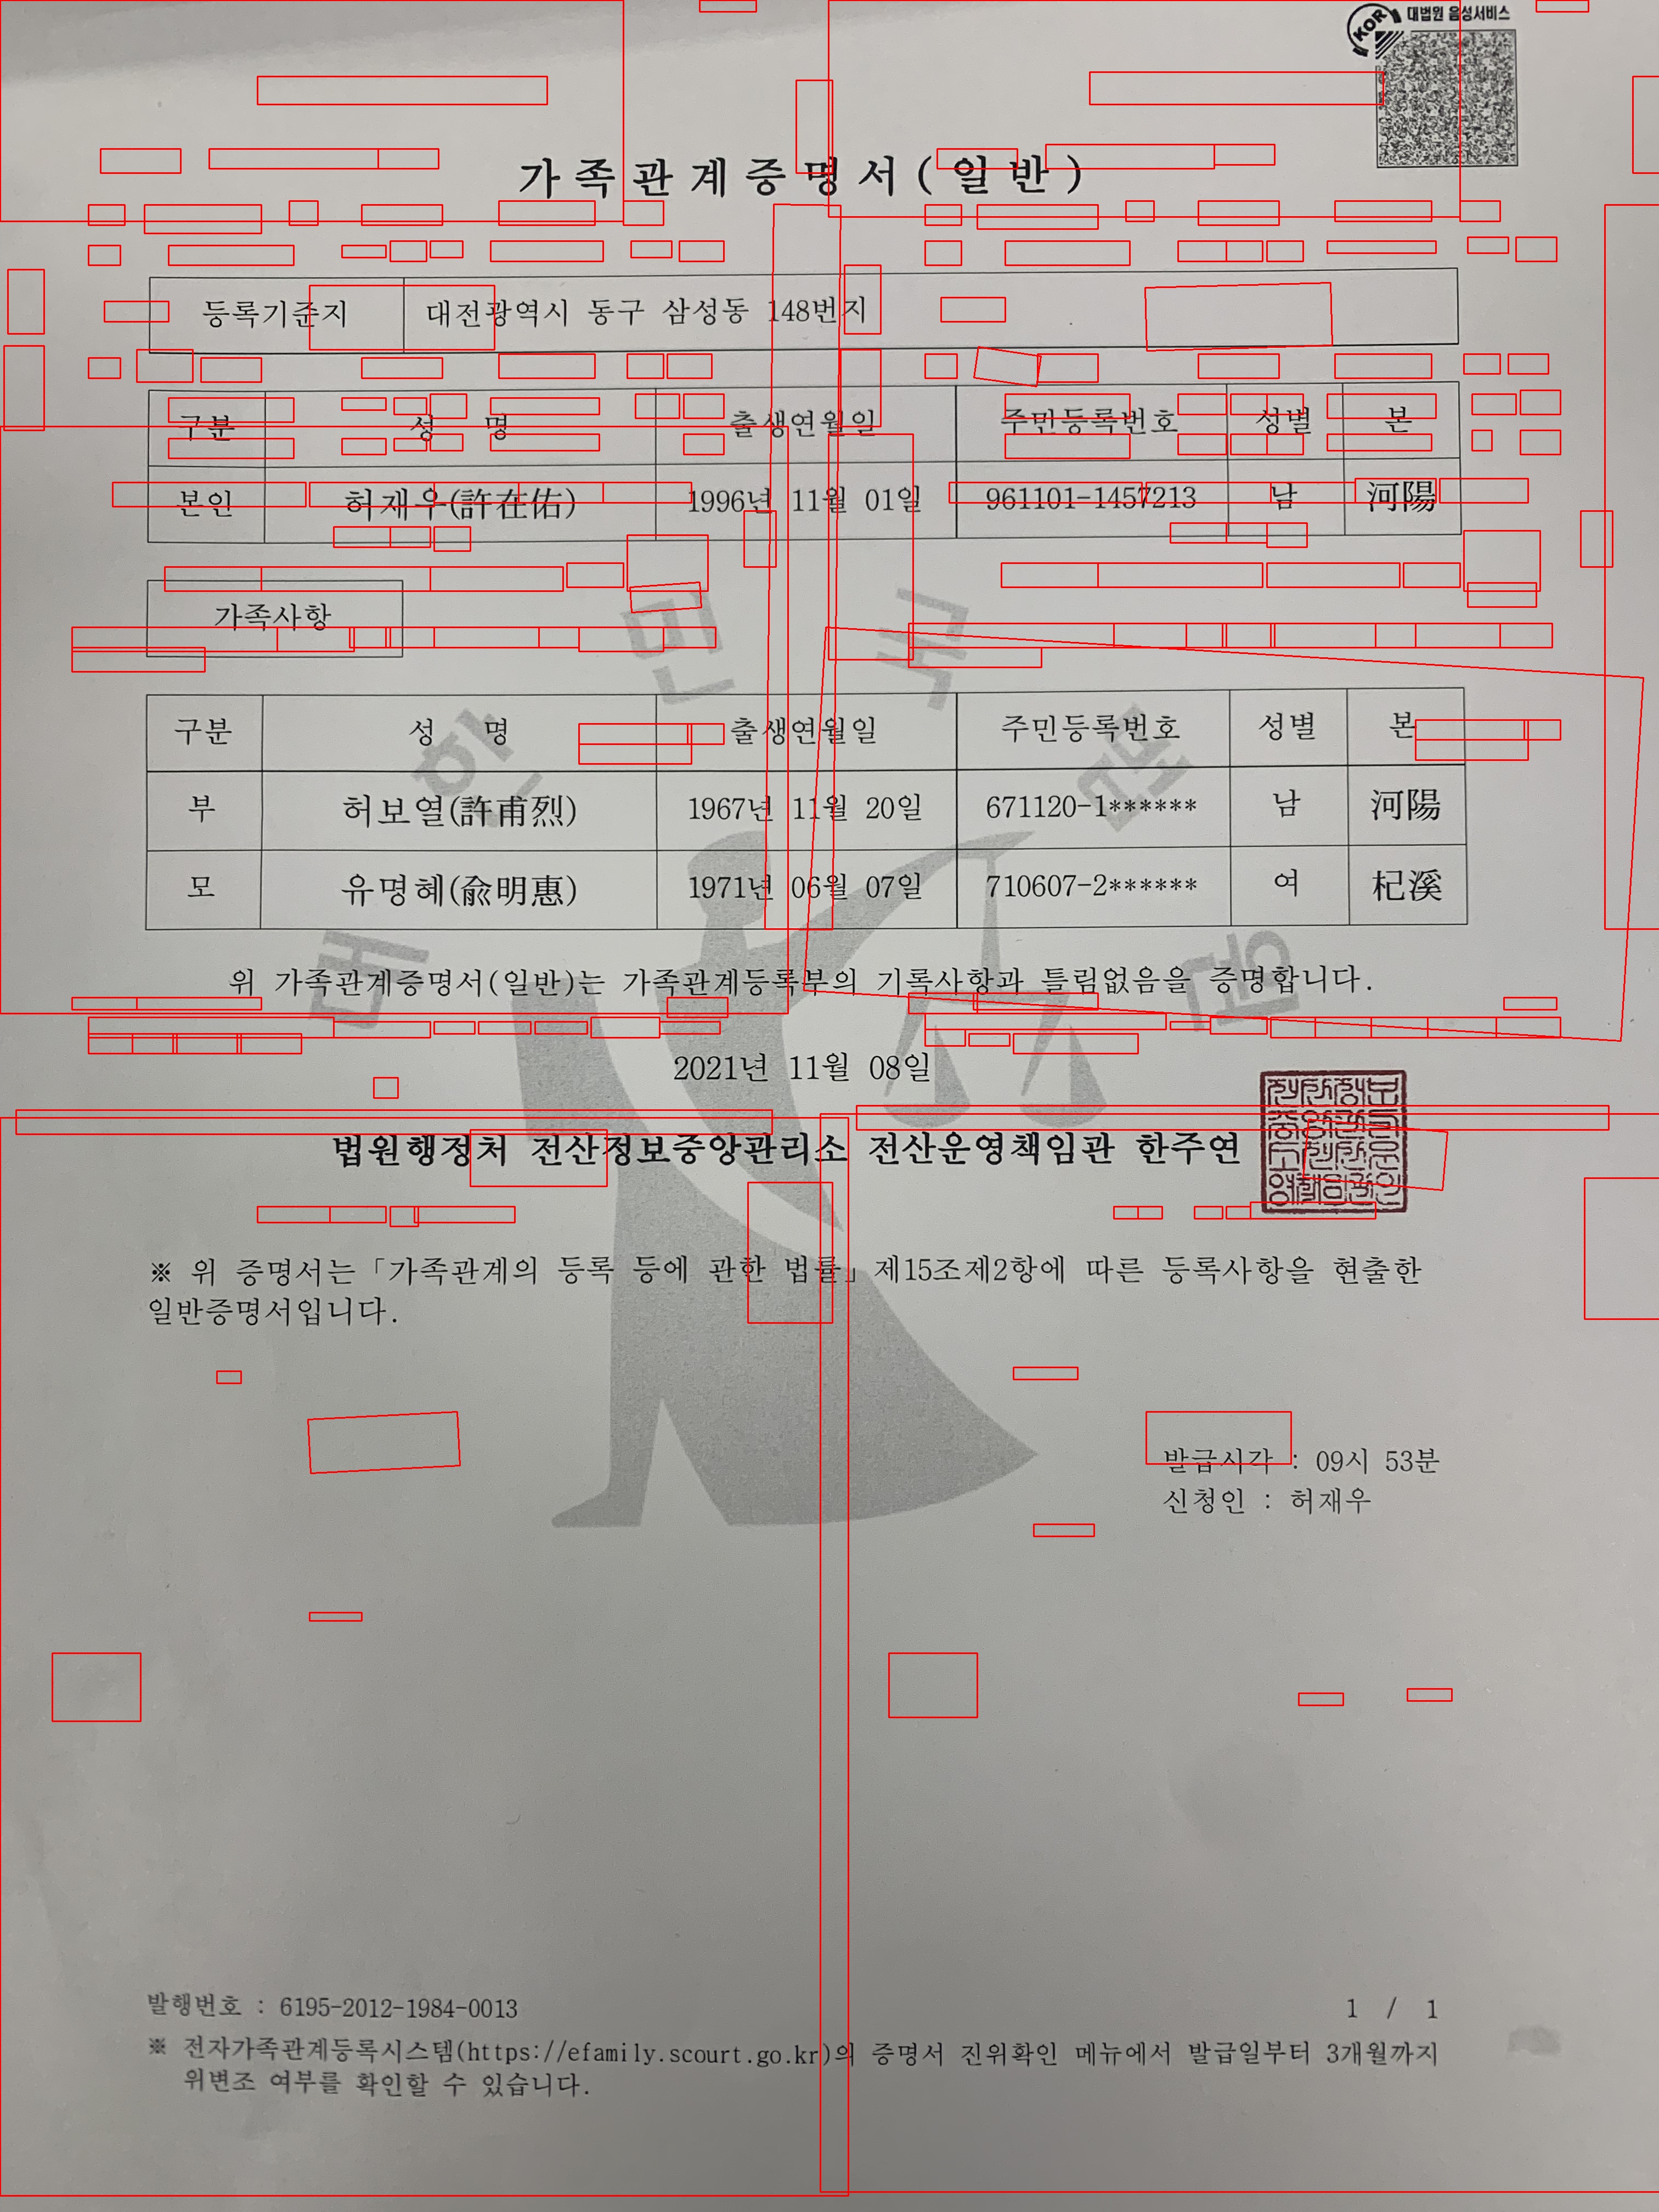 대법원 음성서비스
KOR
가족관계증명서(일반)
등록기준지 대전광역시 동구 삼성동 148번지
구분 성 명 출생연월일 주민등록번호 성별 본
본인 허재우(許在佑) 1996년 11월 01일 961101-1457213 남 河陽
가족사항
구분 성 명 출생연월일 주민등록번호 성별 본
부 허보열(許甫烈) 1967년 11월 20일 671120-1****** 남 河陽
모 유명혜(兪明惠) 1971년 06월 07일 710607-2****** 여 杞溪
대한민국법원
위 가족관계증명서(일반)는 가족관계등록부의 기록사항과 틀림없음을 증명합니다.
2021년 11월 08일
법원행정처 전산정보중앙관리소 전산운영책임관 한주연
※ 위 증명서는「가족관계의 등록 등에 관한 법률」제15조제2항에 따른 등록사항을 현출한
일반증명서입니다.
발급시각 : 09시 53분
신청인 : 허재우
발행번호 : 6195-2012-1984-0013 1 / 1
※ 전자가족관계등록시스템(https://efamily.scourt.go.kr)의 증명서 진위확인 메뉴에서 발급일부터 3개월까지
위변조 여부를 확인할 수 있습니다.